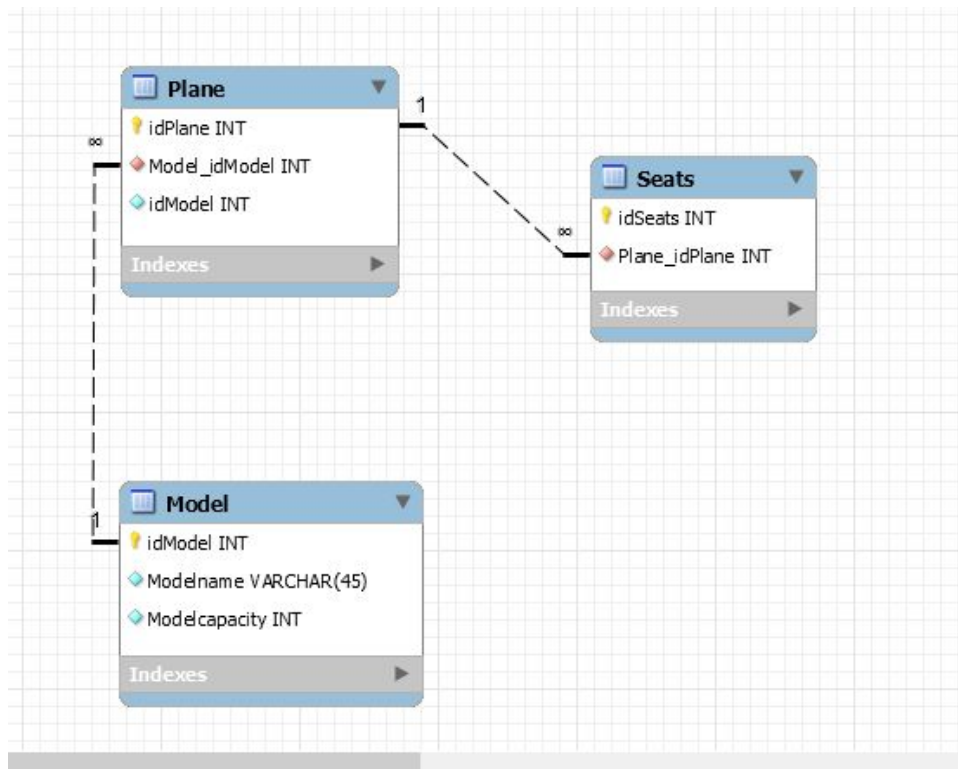 Plane
idPlane INT
Model_idModel INT
idModel INT
Indexes
1
∞
∞
Seats
idSeats INT
Plane_idPlane INT
Indexes
1
Model
idModel INT
Modelname VARCHAR(45)
Modelcapacity INT
Indexes